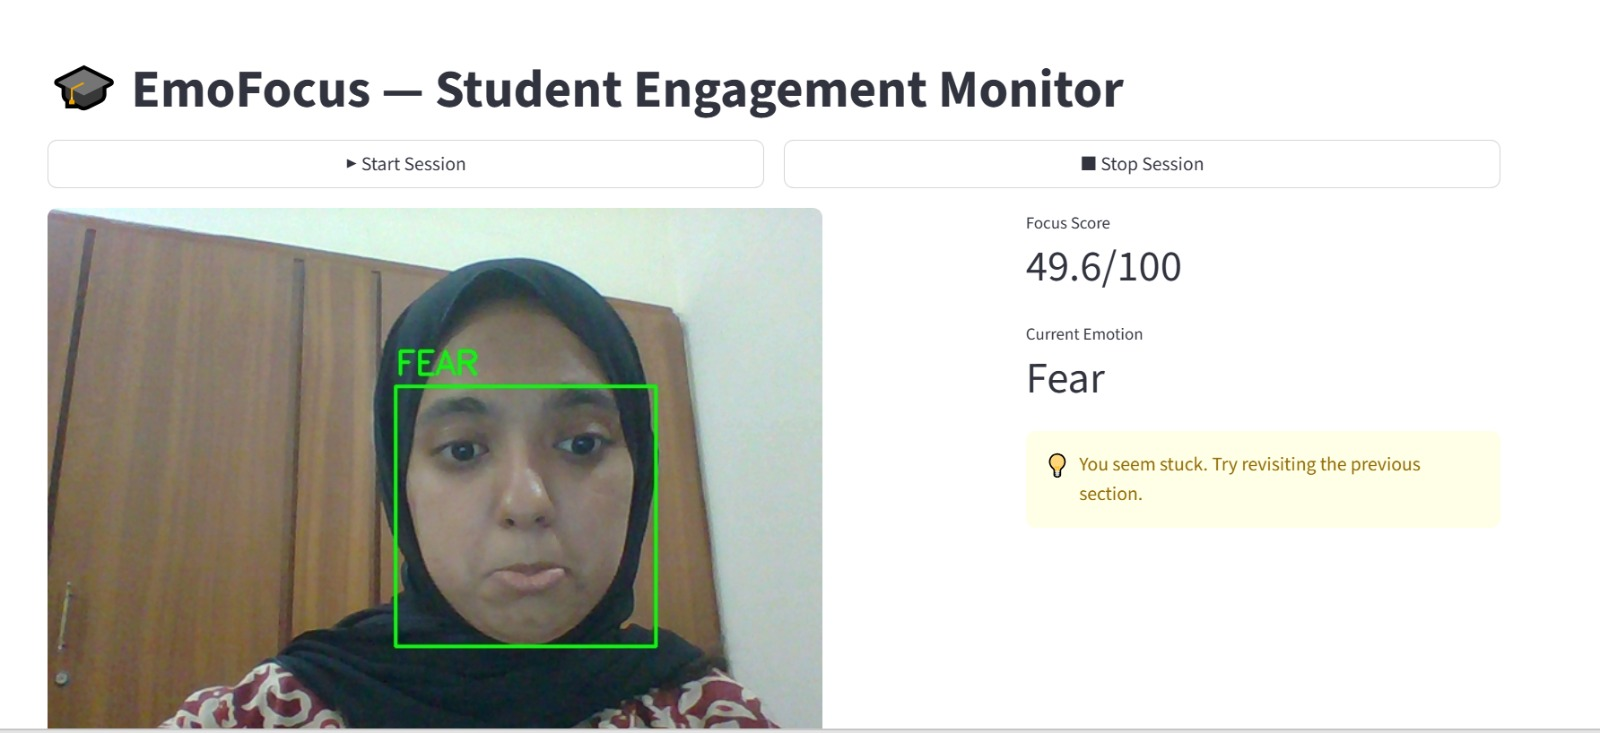 EmoFocus — Student Engagement Monitor
▶ Start Session
■ Stop Session
FEAR
Focus Score
49.6/100
Current Emotion
Fear
You seem stuck. Try revisiting the previous
section.